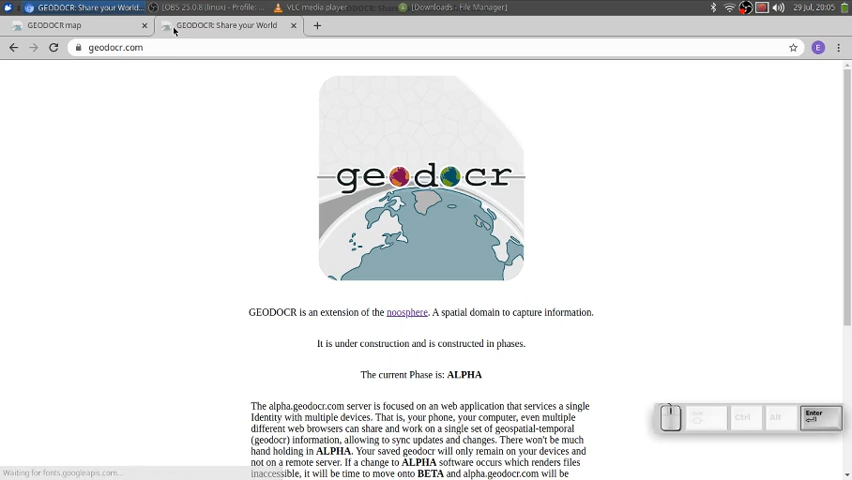 GEODOCR: Share your World...
[OBS 25.0.8 (linux) - Profile: ...
VLC media player
[Downloads - File Manager]
29 Jul, 20:05
GEODOCR map
GEODOCR: Share your World
geodocr.com
E
geodocr
GEODOCR is an extension of the noosphere. A spatial domain to capture information.
It is under construction and is constructed in phases.
The current Phase is: ALPHA
The alpha.geodocr.com server is focused on an web application that services a single
Identity with multiple devices. That is, your phone, your computer, even multiple
different web browsers can share and work on a single set of geospatial-temporal
(geodocr) information, allowing to sync updates and changes. There won't be much
hand holding in ALPHA. Your saved geodocr will only remain on your devices and
not on a remote server. If a change to ALPHA software occurs which renders files
inaccessible, it will be time to move onto BETA and alpha.geodocr.com will be
Ctrl
Alt
Enter
Waiting for fonts.googleapis.com...